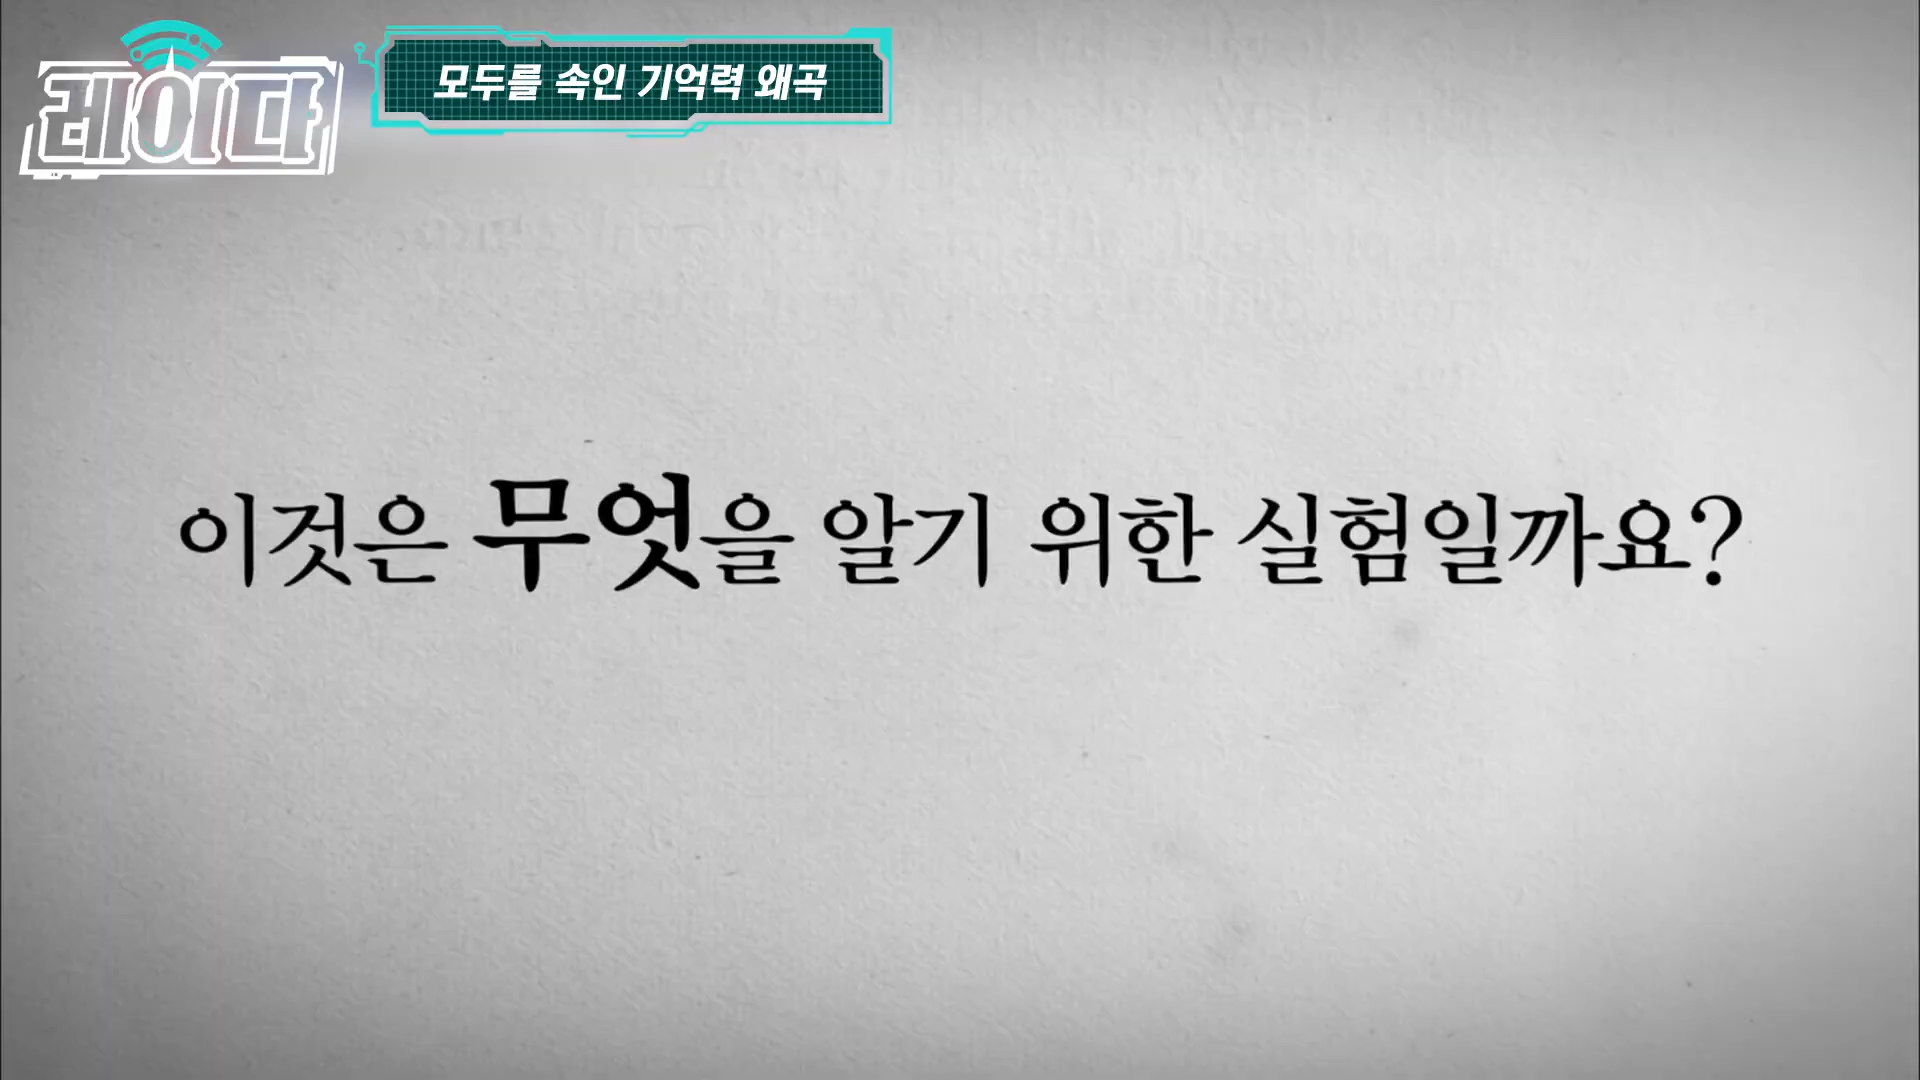 레이다
모두를 속인 기억력 왜곡
이것은 무엇을 알기 위한 실험일까요?